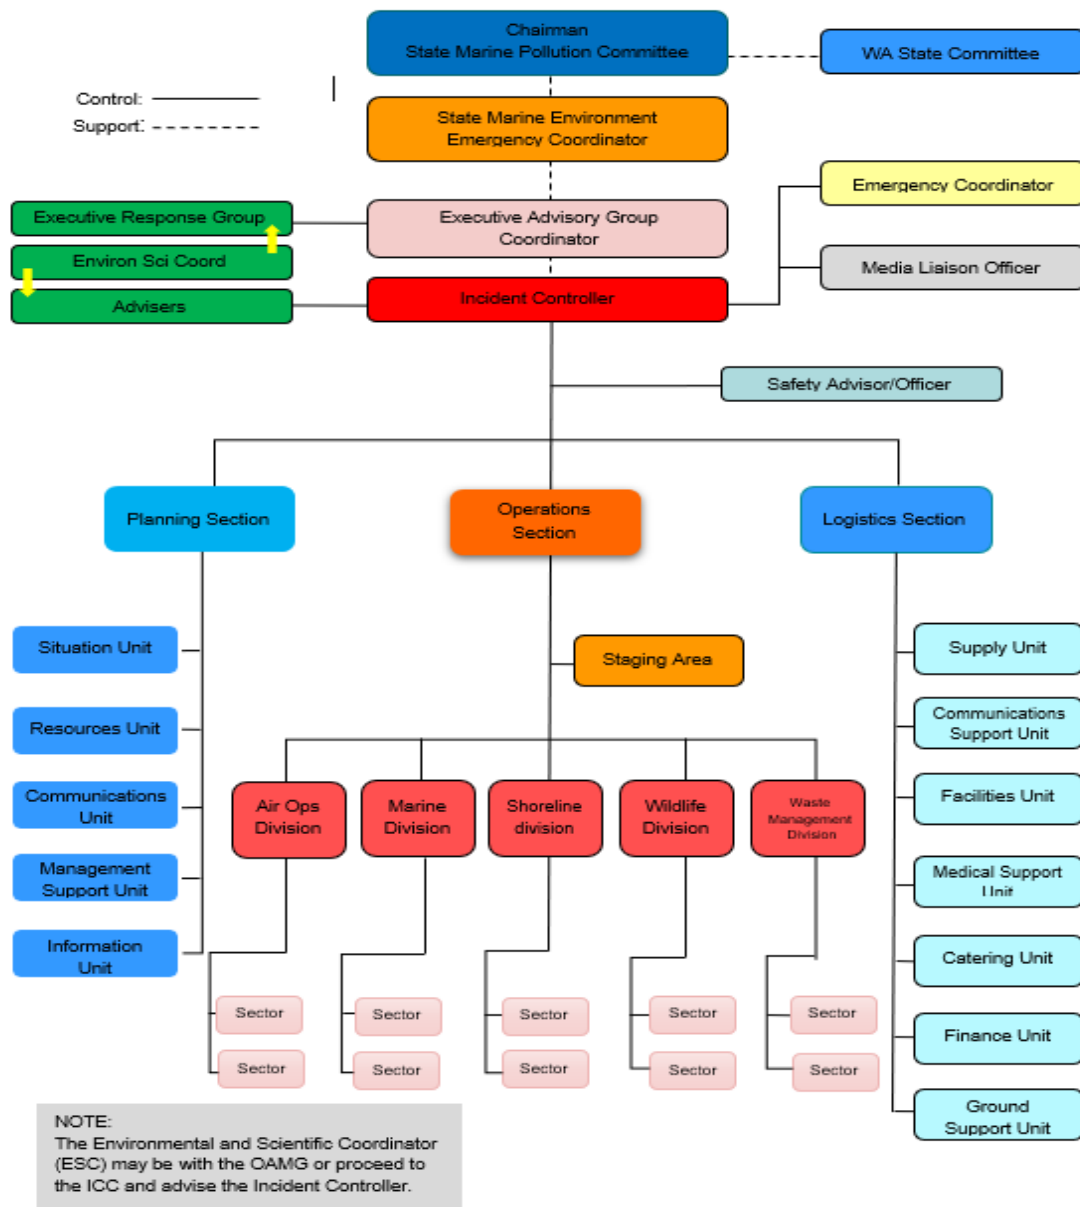 Chairman
State Marine Pollution Committee
WA State Committee
Control:
Support:
State Marine Environment
Emergency Coordinator
Emergency Coordinator
Executive Response Group
Executive Advisory Group
Coordinator
Environ Sci Coord
Media Liaison Officer
Advisers
Incident Controller
Safety Advisor/Officer
Planning Section
Operations
Section
Logistics Section
Situation Unit
Staging Area
Supply Unit
Resources Unit
Communications
Support Unit
Communications
Unit
Air Ops
Division
Marine
Division
Shoreline
division
Wildlife
Division
Waste
Management
Division
Facilities Unit
Management
Support Unit
Medical Support
Unit
Information
Unit
Catering Unit
Sector
Sector
Sector
Sector
Sector
Finance Unit
Sector
Sector
Sector
Sector
Sector
Ground
Support Unit
NOTE:
The Environmental and Scientific Coordinator
(ESC) may be with the OAMG or proceed to
the ICC and advise the Incident Controller.